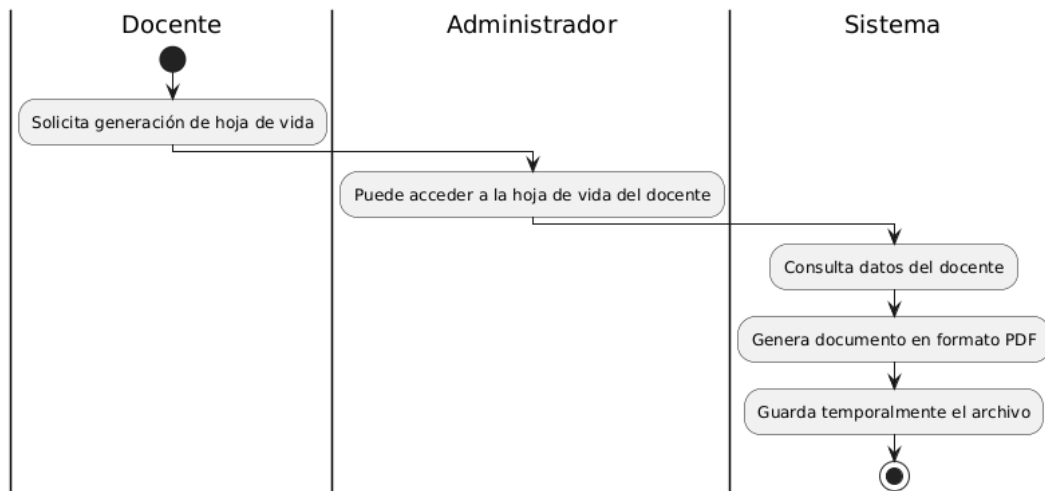 Docente
Administrador
Sistema
Solicita generación de hoja de vida
Puede acceder a la hoja de vida del docente
Consulta datos del docente
Genera documento en formato PDF
Guarda temporalmente el archivo